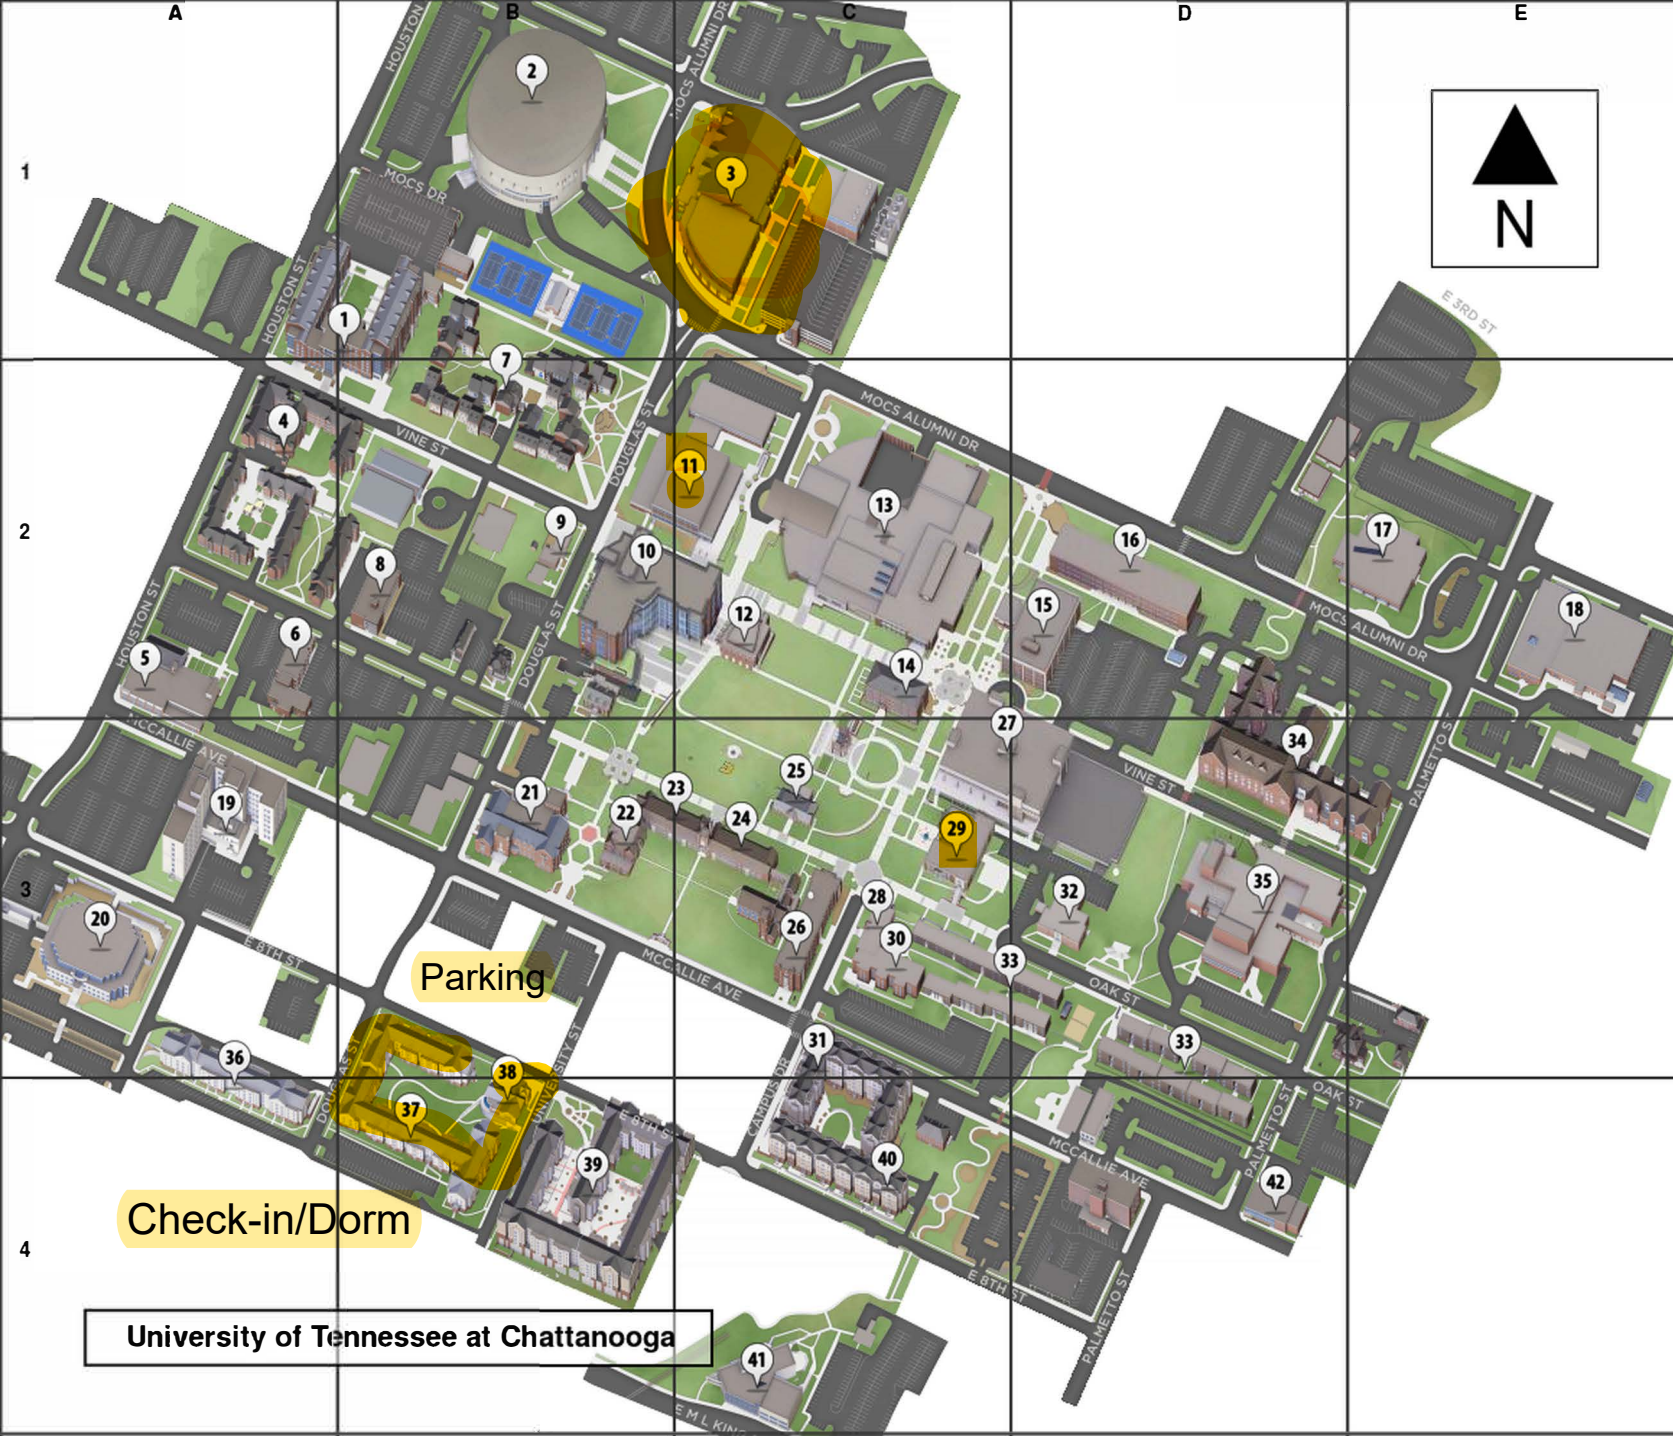 A B C D E
HOUSTON
MOCS ALUMNI DR
2
1
3
MOCS DR
N
HOUSTON ST
E 3RD ST
1
7
4
VINE ST
DOUGLAS ST
MOCS ALUMNI DR
11
13
9
2
10
16
17
8
12
15
18
HOUSTON ST
5
6
DOUGLAS ST
14
MOCS ALUMNI DR
MCCALLIE AVE
27
34
VINE ST
PALMETTO ST
19
21
22
23
24
25
29
3
20
28
32
35
26
30
33
E 8TH ST
Parking
MCCALLIE AVE
OAK ST
36
DOUGLAS ST
38
UNIVERSITY ST
31
33
37
E 8TH ST
CAMPUS DR
OAK ST
PALMETTO ST
39
40
MCCALLIE AVE
42
Check-in/Dorm
4
E 8TH ST
PALMETTO ST
University of Tennessee at Chattanooga
41
E M L KING